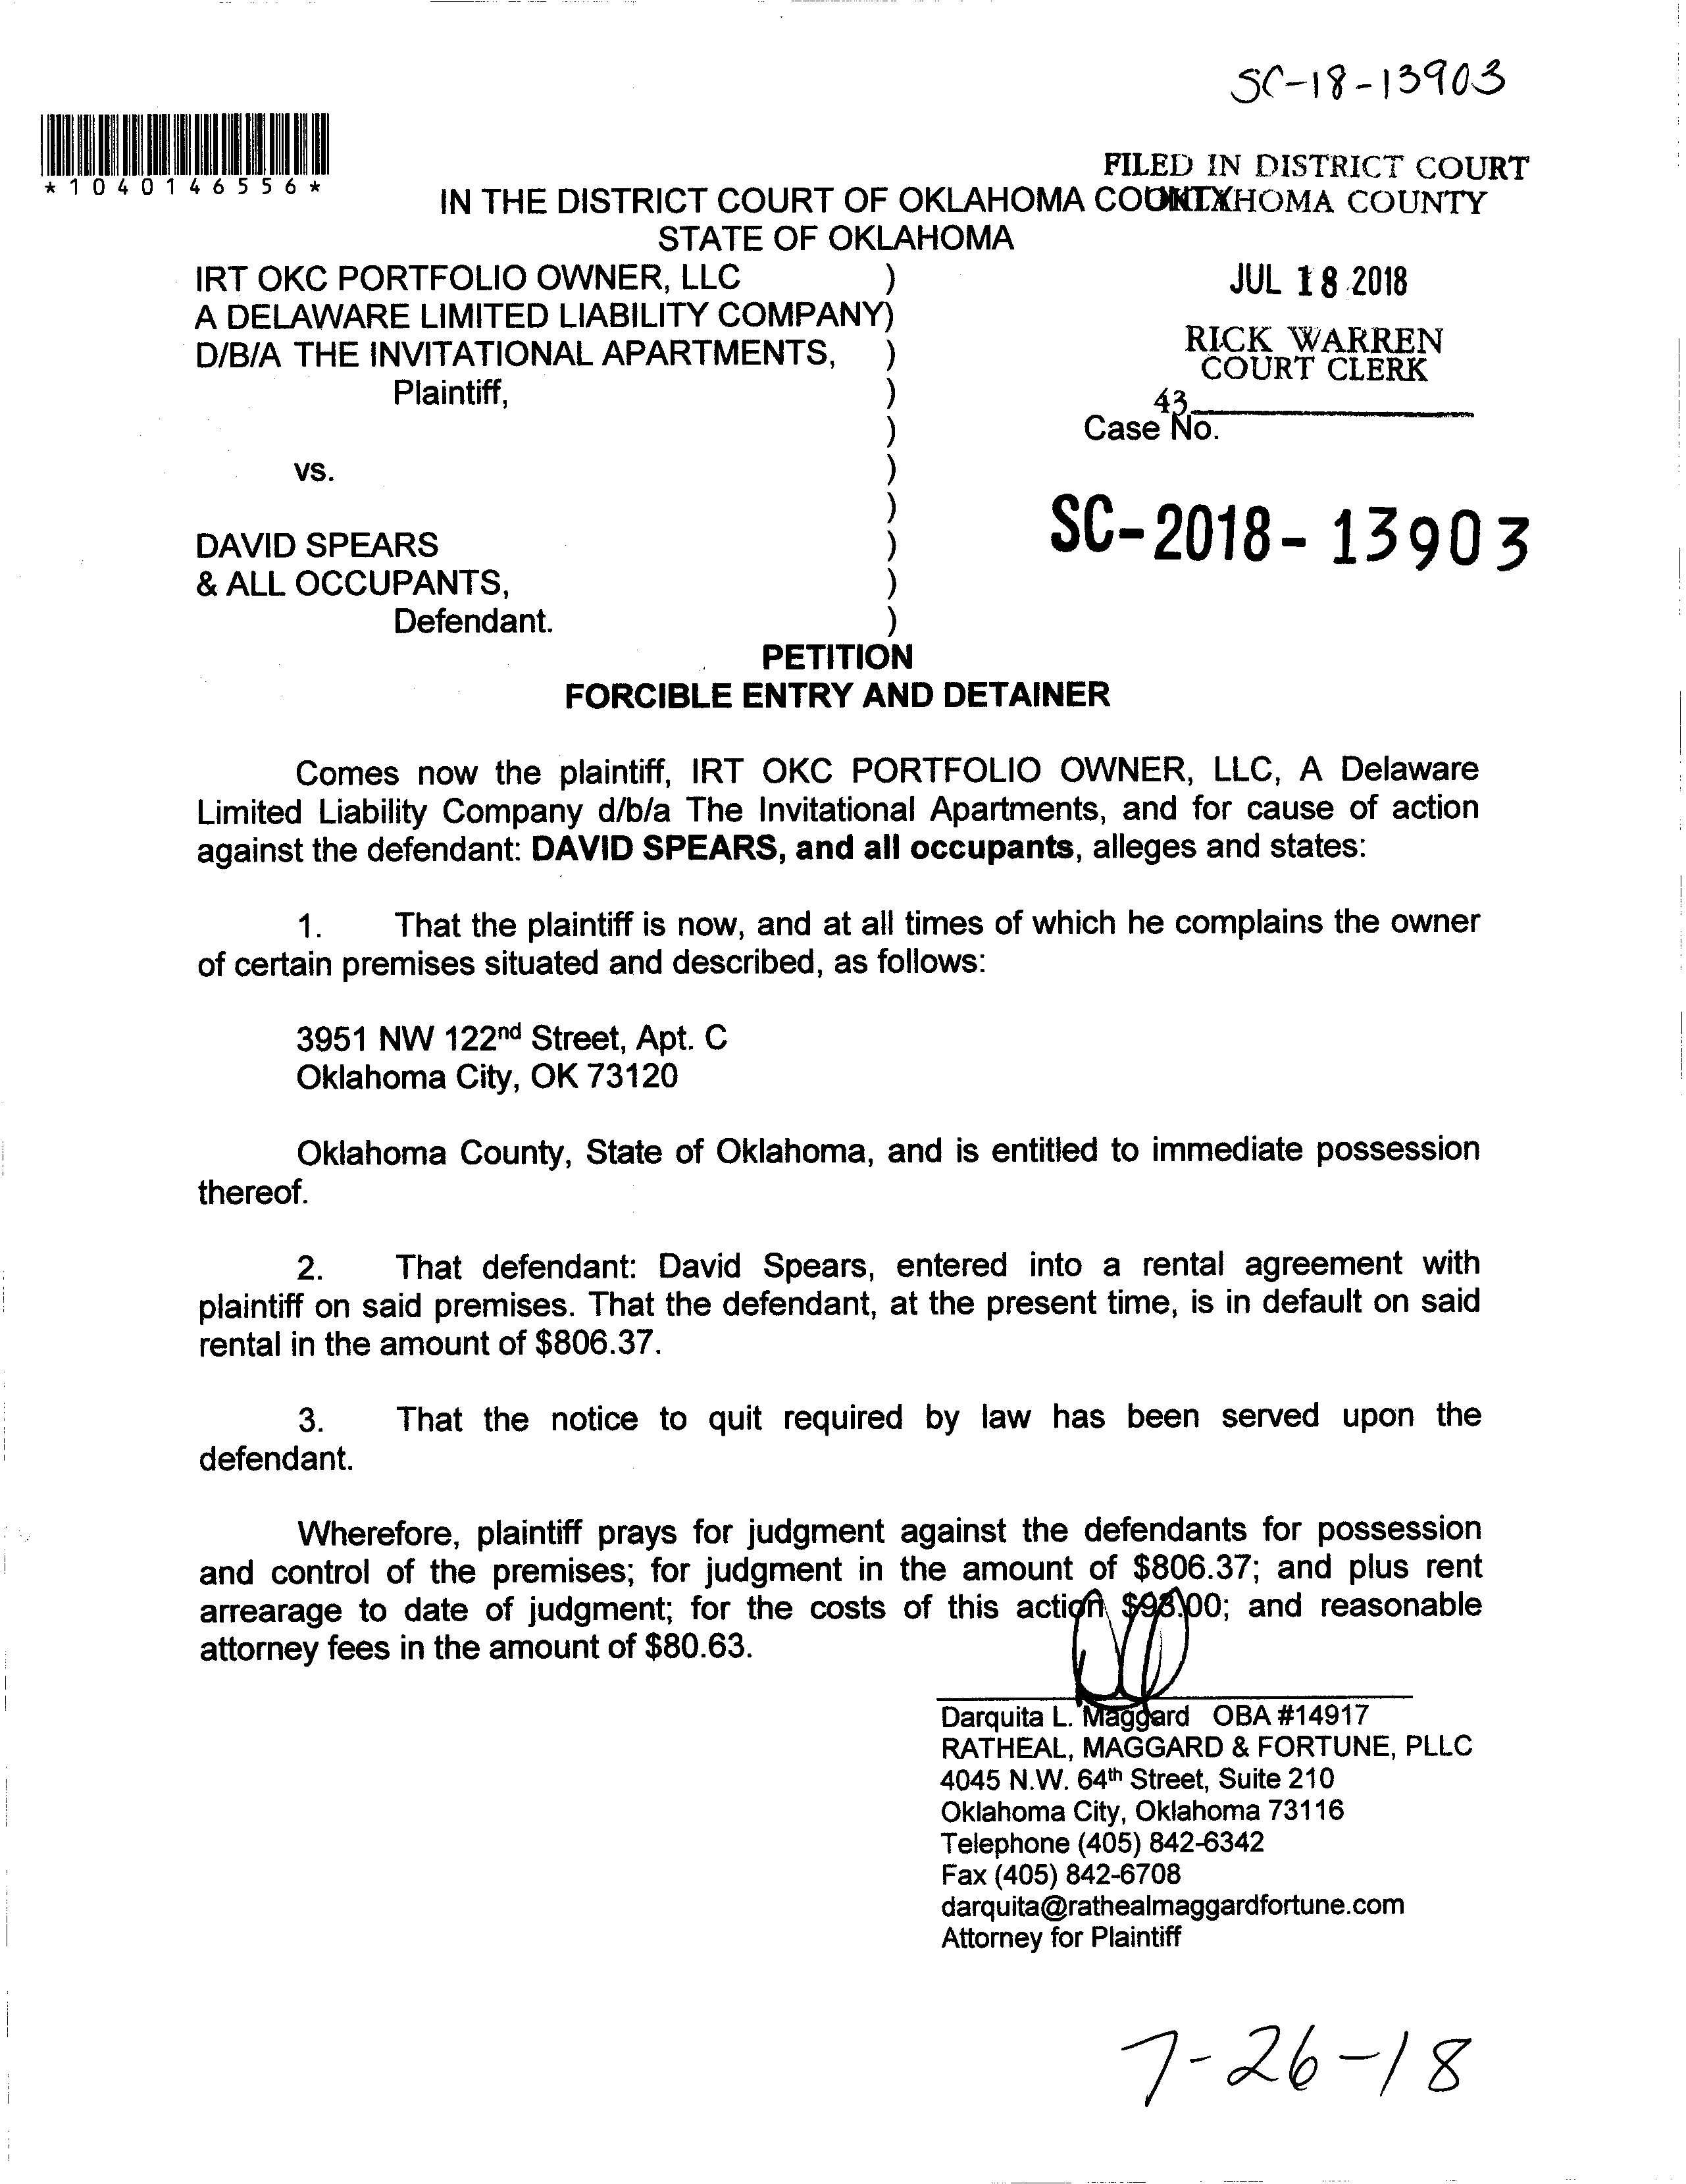 SC-18-13903
*1040146556*
FILED IN DISTRICT COURT
IN THE DISTRICT COURT OF OKLAHOMA COUNTY
HOMA COUNTY
STATE OF OKLAHOMA
IRT OKC PORTFOLIO OWNER, LLC )
JUL 18 2018
A DELAWARE LIMITED LIABILITY COMPANY)
D/B/A THE INVITATIONAL APARTMENTS, )
RICK WARREN
COURT CLERK
Plaintiff, )
43
) Case No.
vs. )
)
SC-2018-13903
DAVID SPEARS )
& ALL OCCUPANTS, )
Defendant. )
PETITION
FORCIBLE ENTRY AND DETAINER
Comes now the plaintiff, IRT OKC PORTFOLIO OWNER, LLC, A Delaware
Limited Liability Company d/b/a The Invitational Apartments, and for cause of action
against the defendant: DAVID SPEARS, and all occupants, alleges and states:
1. That the plaintiff is now, and at all times of which he complains the owner
of certain premises situated and described, as follows:
3951 NW 122nd Street, Apt. C
Oklahoma City, OK 73120
Oklahoma County, State of Oklahoma, and is entitled to immediate possession
thereof.
2. That defendant: David Spears, entered into a rental agreement with
plaintiff on said premises. That the defendant, at the present time, is in default on said
rental in the amount of $806.37.
3. That the notice to quit required by law has been served upon the
defendant.
Wherefore, plaintiff prays for judgment against the defendants for possession
and control of the premises; for judgment in the amount of $806.37; and plus rent
arrearage to date of judgment; for the costs of this action $98.00; and reasonable
attorney fees in the amount of $80.63.
Darquita L. Maggard OBA #14917
RATHEAL, MAGGARD & FORTUNE, PLLC
4045 N.W. 64th Street, Suite 210
Oklahoma City, Oklahoma 73116
Telephone (405) 842-6342
Fax (405) 842-6708
darquita@rathealmaggardfortune.com
Attorney for Plaintiff
7-26-18